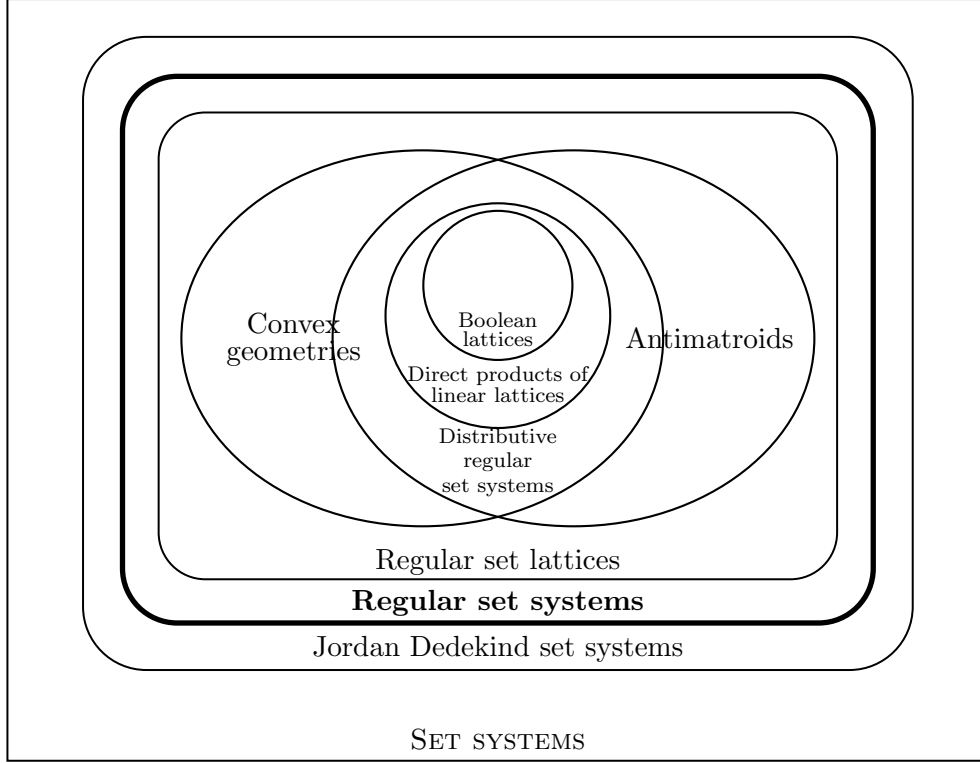 Convex
geometries
Boolean
lattices
Antimatroids
Direct products of
linear lattices
Distributive
regular
set systems
Regular set lattices
Regular set systems
Jordan Dedekind set systems
SET SYSTEMS